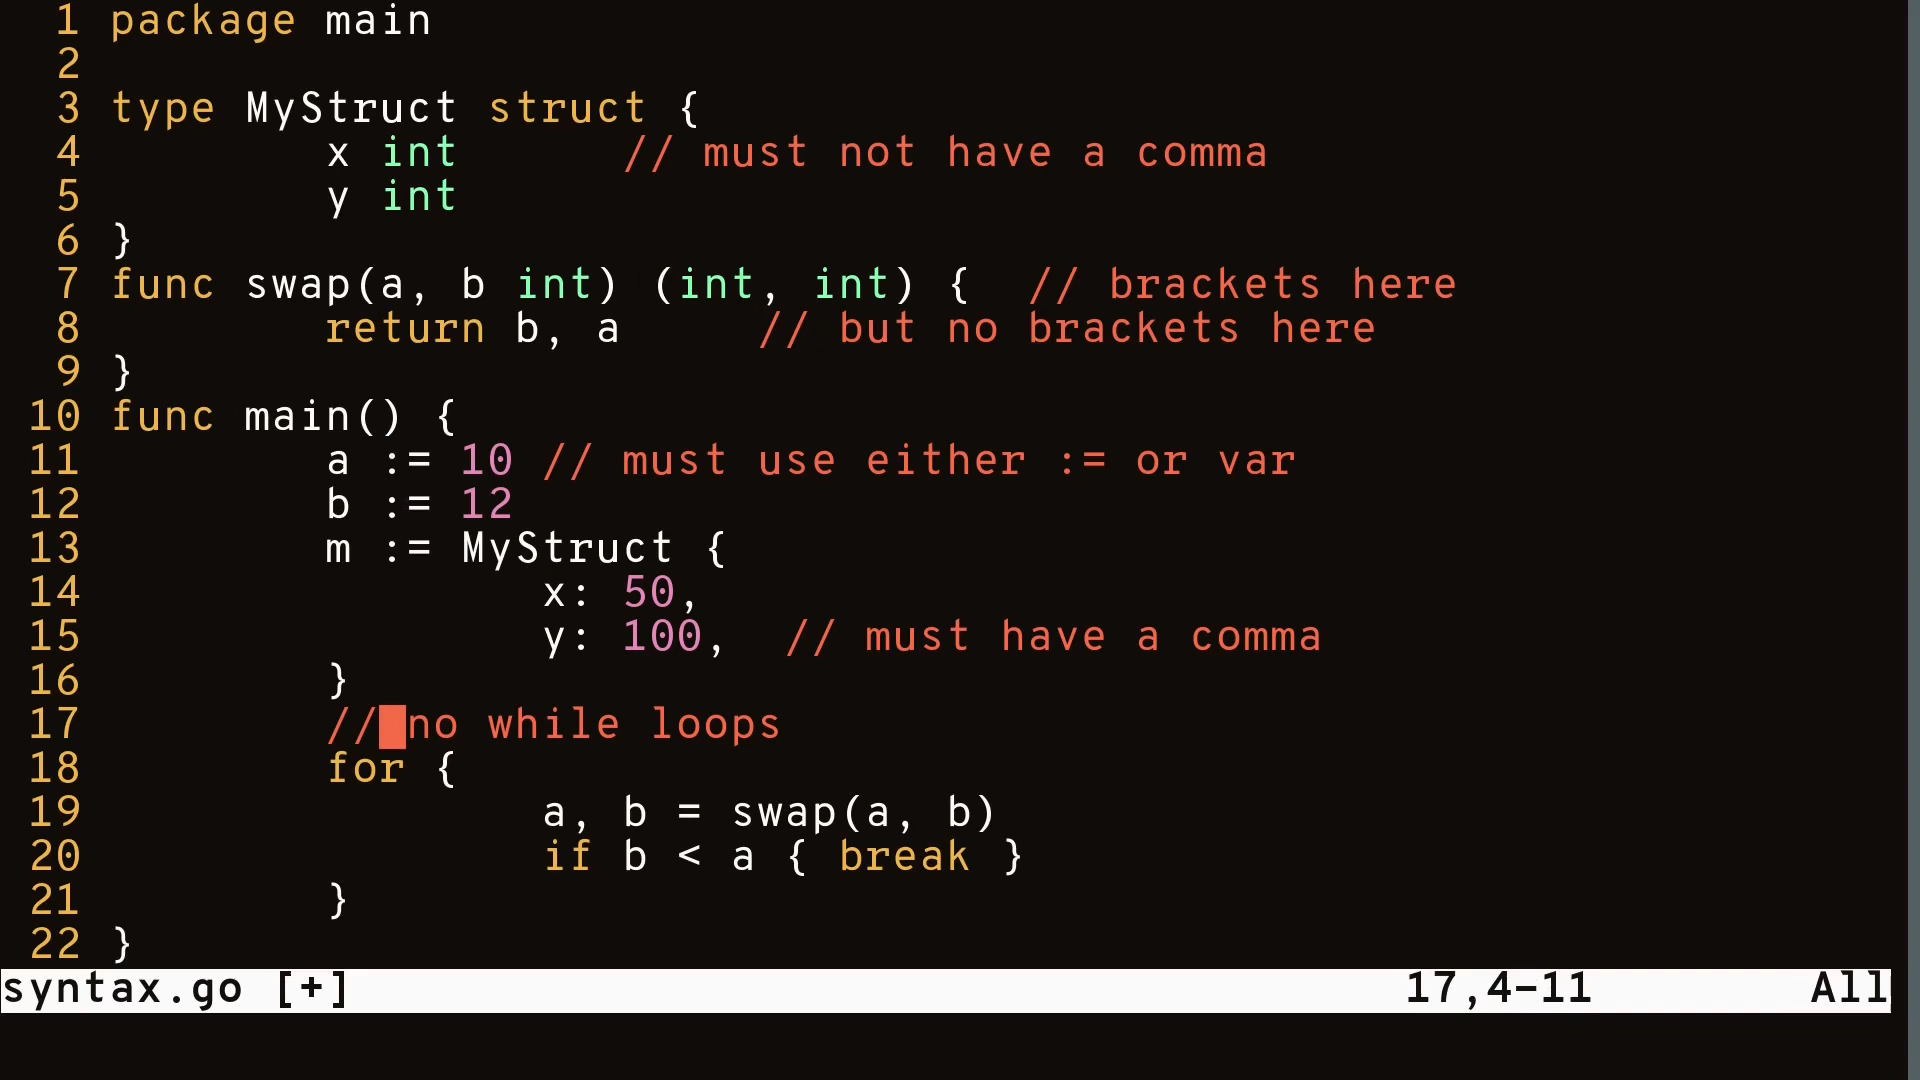 1 package main
2
3 type MyStruct struct {
4 x int // must not have a comma
5 y int
6 }
7 func swap(a, b int) (int, int) { // brackets here
8 return b, a // but no brackets here
9 }
10 func main() {
11 a := 10 // must use either := or var
12 b := 12
13 m := MyStruct {
14 x: 50,
15 y: 100, // must have a comma
16 }
17 // no while loops
18 for {
19 a, b = swap(a, b)
20 if b < a { break }
21 }
22 }
syntax.go [+] 17,4-11 All